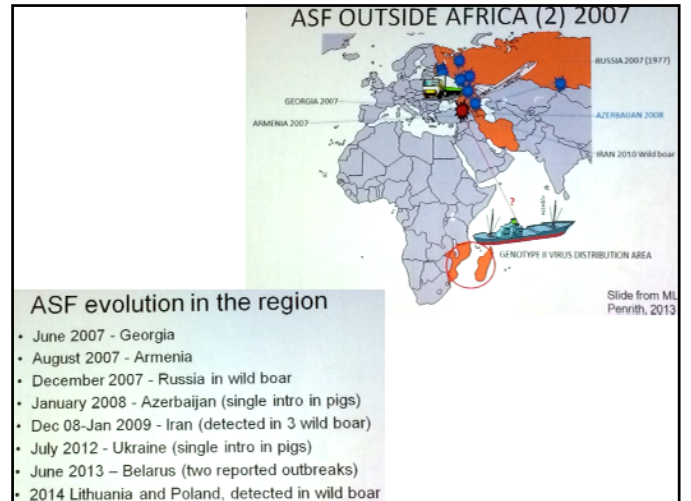 ASF OUTSIDE AFRICA (2) 2007
RUSSIA 2007 (1977)
GEORGIA 2007
ARMENIA 2007
AZERBAIJAN 2008
IRAN 2010 Wild boar
?
GENOTYPE II VIRUS DISTRIBUTION AREA
Slide from ML
Penrith, 2013
ASF evolution in the region
• June 2007 - Georgia
• August 2007 - Armenia
• December 2007 - Russia in wild boar
• January 2008 - Azerbaijan (single intro in pigs)
• Dec 08-Jan 2009 - Iran (detected in 3 wild boar)
• July 2012 - Ukraine (single intro in pigs)
• June 2013 – Belarus (two reported outbreaks)
• 2014 Lithuania and Poland, detected in wild boar